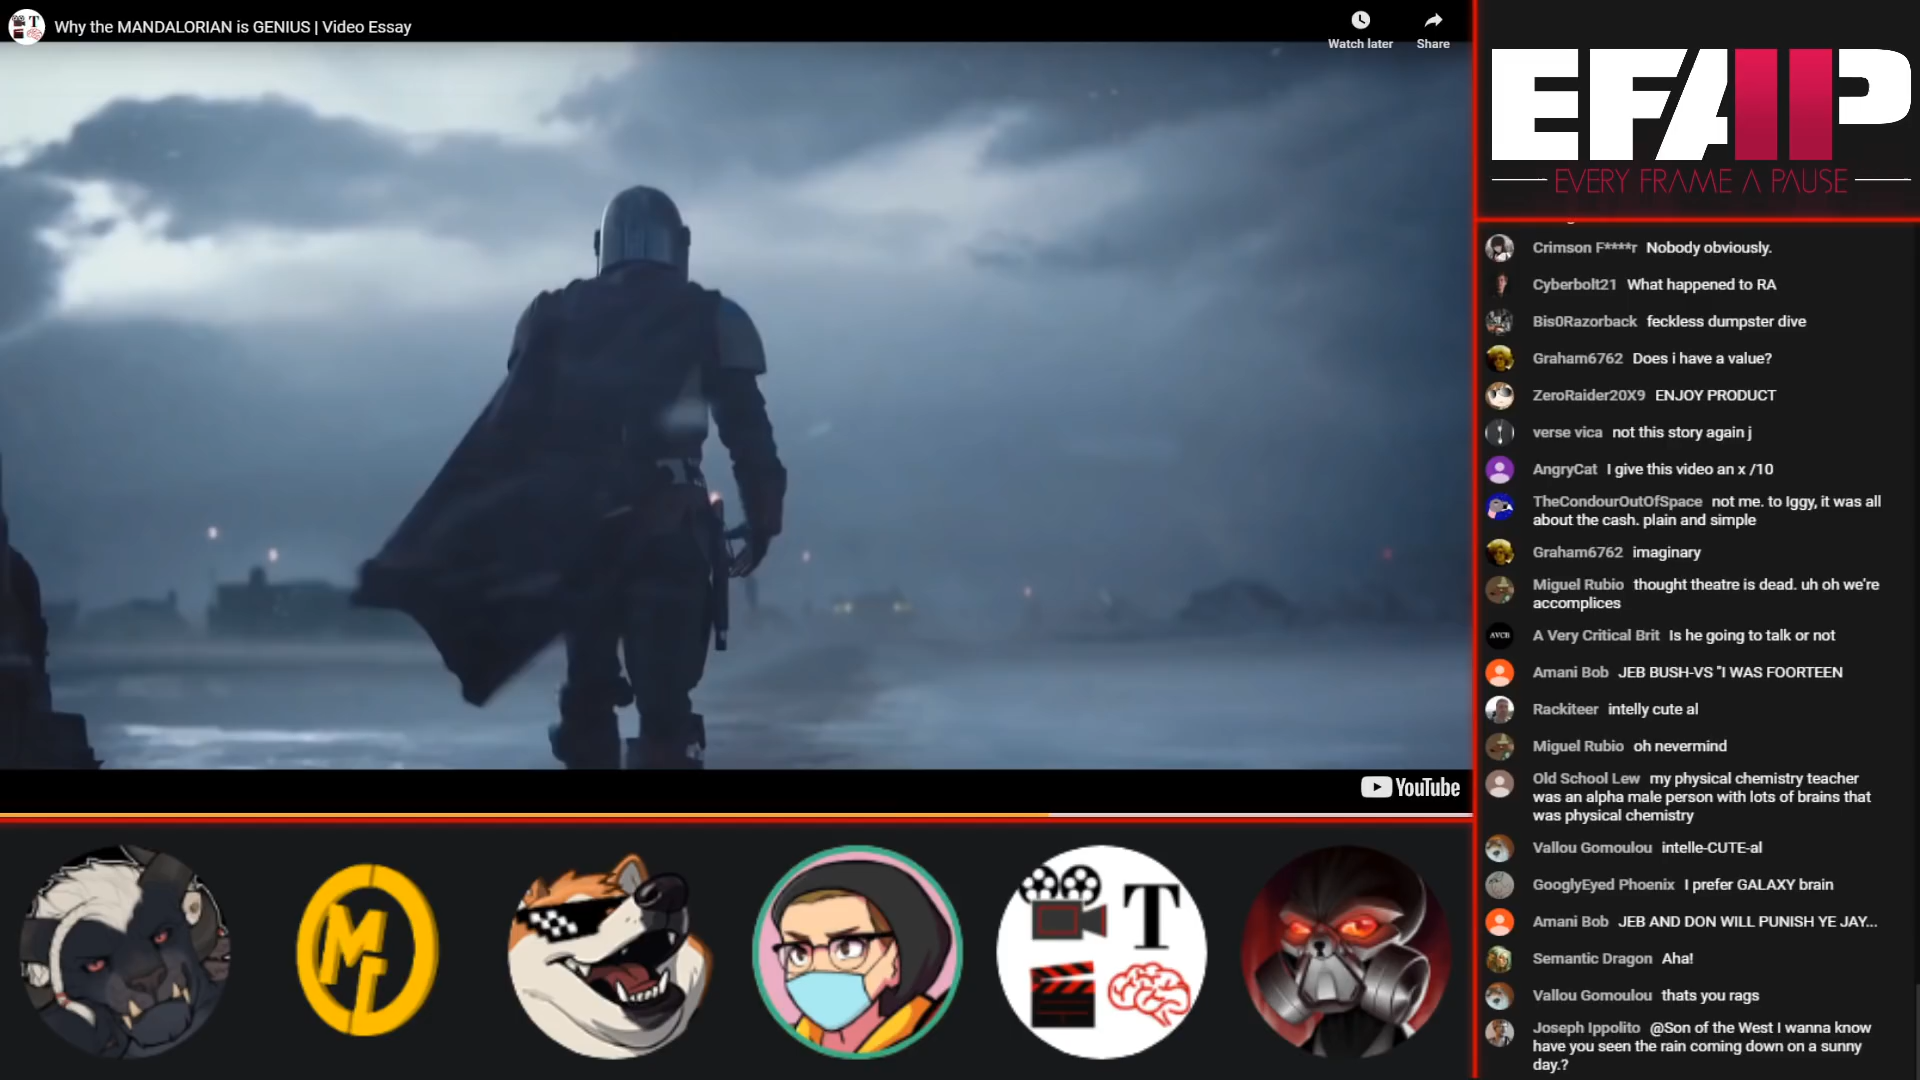 Why the MANDALORIAN is GENIUS | Video Essay
Watch later
Share
EFAP
EVERY FRAME A PAUSE
Crimson F****r Nobody obviously.
Cyberbolt21 What happened to RA
Bis0Razorback feckless dumpster dive
Graham6762 Does i have a value?
ZeroRaider20X9 ENJOY PRODUCT
verse vica not this story again j
AngryCat I give this video an x /10
TheCondourOutOfSpace not me. to Iggy, it was all
about the cash. plain and simple
Graham6762 imaginary
Miguel Rubio thought theatre is dead. uh oh we're
accomplices
AVCB
A Very Critical Brit Is he going to talk or not
Amani Bob JEB BUSH-VS "I WAS FOORTEEN
Rackiteer intelly cute al
Miguel Rubio oh nevermind
Old School Lew my physical chemistry teacher
was an alpha male person with lots of brains that
was physical chemistry
Vallou Gomoulou intelle-CUTE-al
GooglyEyed Phoenix I prefer GALAXY brain
Amani Bob JEB AND DON WILL PUNISH YE JAY...
Semantic Dragon Aha!
Vallou Gomoulou thats you rags
Joseph Ippolito @Son of the West I wanna know
have you seen the rain coming down on a sunny
day.?
YouTube
ML
T